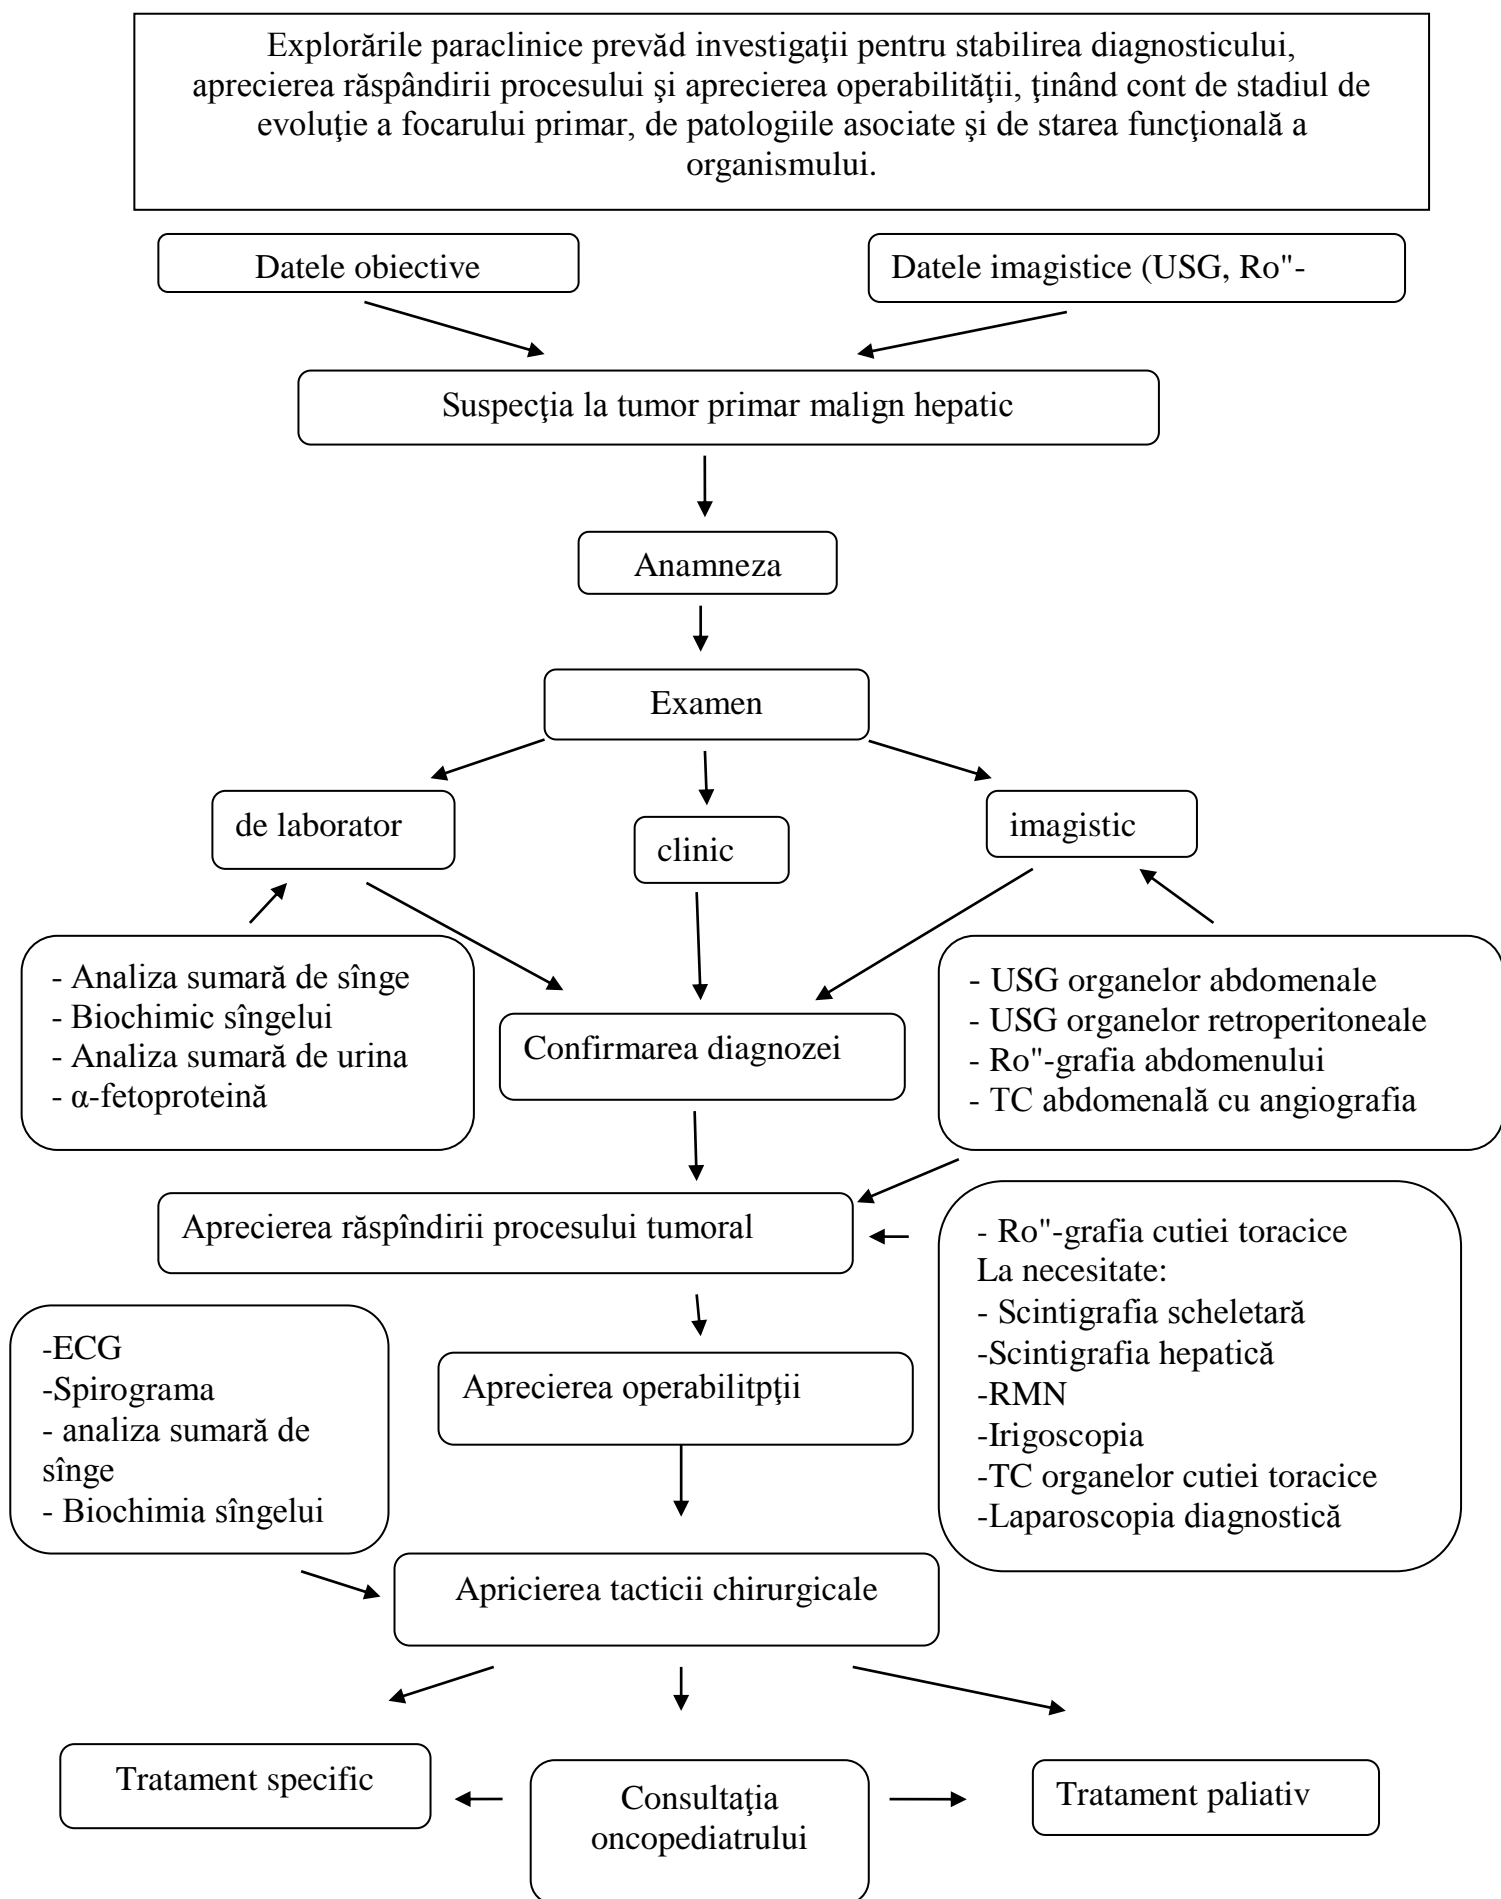 Explorările paraclinice prevăd investigaţii pentru stabilirea diagnosticului,
aprecierea răspândirii procesului şi aprecierea operabilităţii, ţinând cont de stadiul de
evoluţie a focarului primar, de patologiile asociate şi de starea funcţională a
organismului.
Datele obiective
Datele imagistice (USG, Ro"-
Suspecţia la tumor primar malign hepatic
Anamneza
Examen
de laborator
clinic
imagistic
- Analiza sumară de sînge
- Biochimic sîngelui
- Analiza sumară de urina
- α-fetoproteină
Confirmarea diagnozei
- USG organelor abdomenale
- USG organelor retroperitoneale
- Ro"-grafia abdomenului
- TC abdomenală cu angiografia
Aprecierea răspîndirii procesului tumoral
- Ro"-grafia cutiei toracice
La necesitate:
- Scintigrafia scheletară
-Scintigrafia hepatică
-RMN
-Irigoscopia
-TC organelor cutiei toracice
-Laparoscopia diagnostică
-ECG
-Spirograma
- analiza sumară de
sînge
- Biochimia sîngelui
Aprecierea operabilitpţii
Apricierea tacticii chirurgicale
Tratament specific
Consultaţia
oncopediatrului
Tratament paliativ